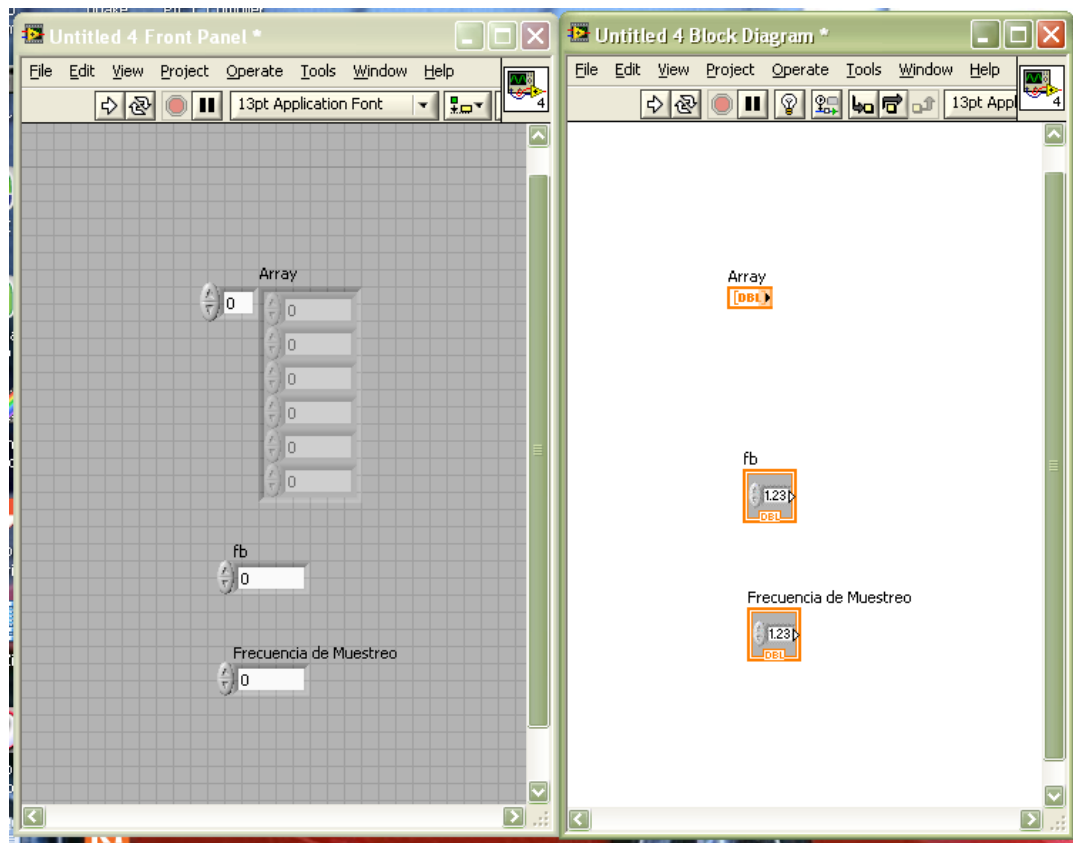 Untitled 4 Front Panel *
File Edit View Project Operate Tools Window Help
13pt Application Font
4
Array
0
0
0
0
0
0
0
fb
0
Frecuencia de Muestreo
0
Untitled 4 Block Diagram *
File Edit View Project Operate Tools Window Help
13pt Appl
4
Array
[DBL]
fb
1.23
DBL
Frecuencia de Muestreo
1.23
DBL